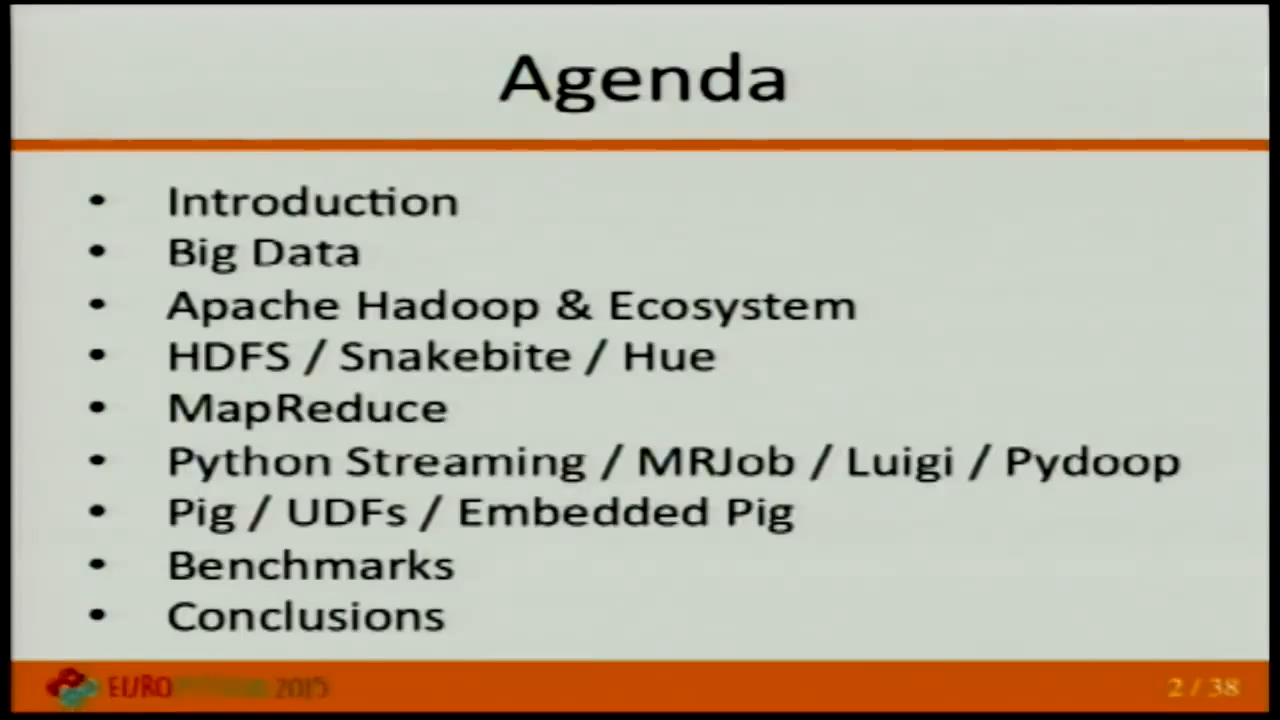 Agenda
• Introduction
• Big Data
• Apache Hadoop & Ecosystem
• HDFS / Snakebite / Hue
• MapReduce
• Python Streaming / MRJob / Luigi / Pydoop
• Pig / UDFs / Embedded Pig
• Benchmarks
• Conclusions
EURO 2015
2 / 38